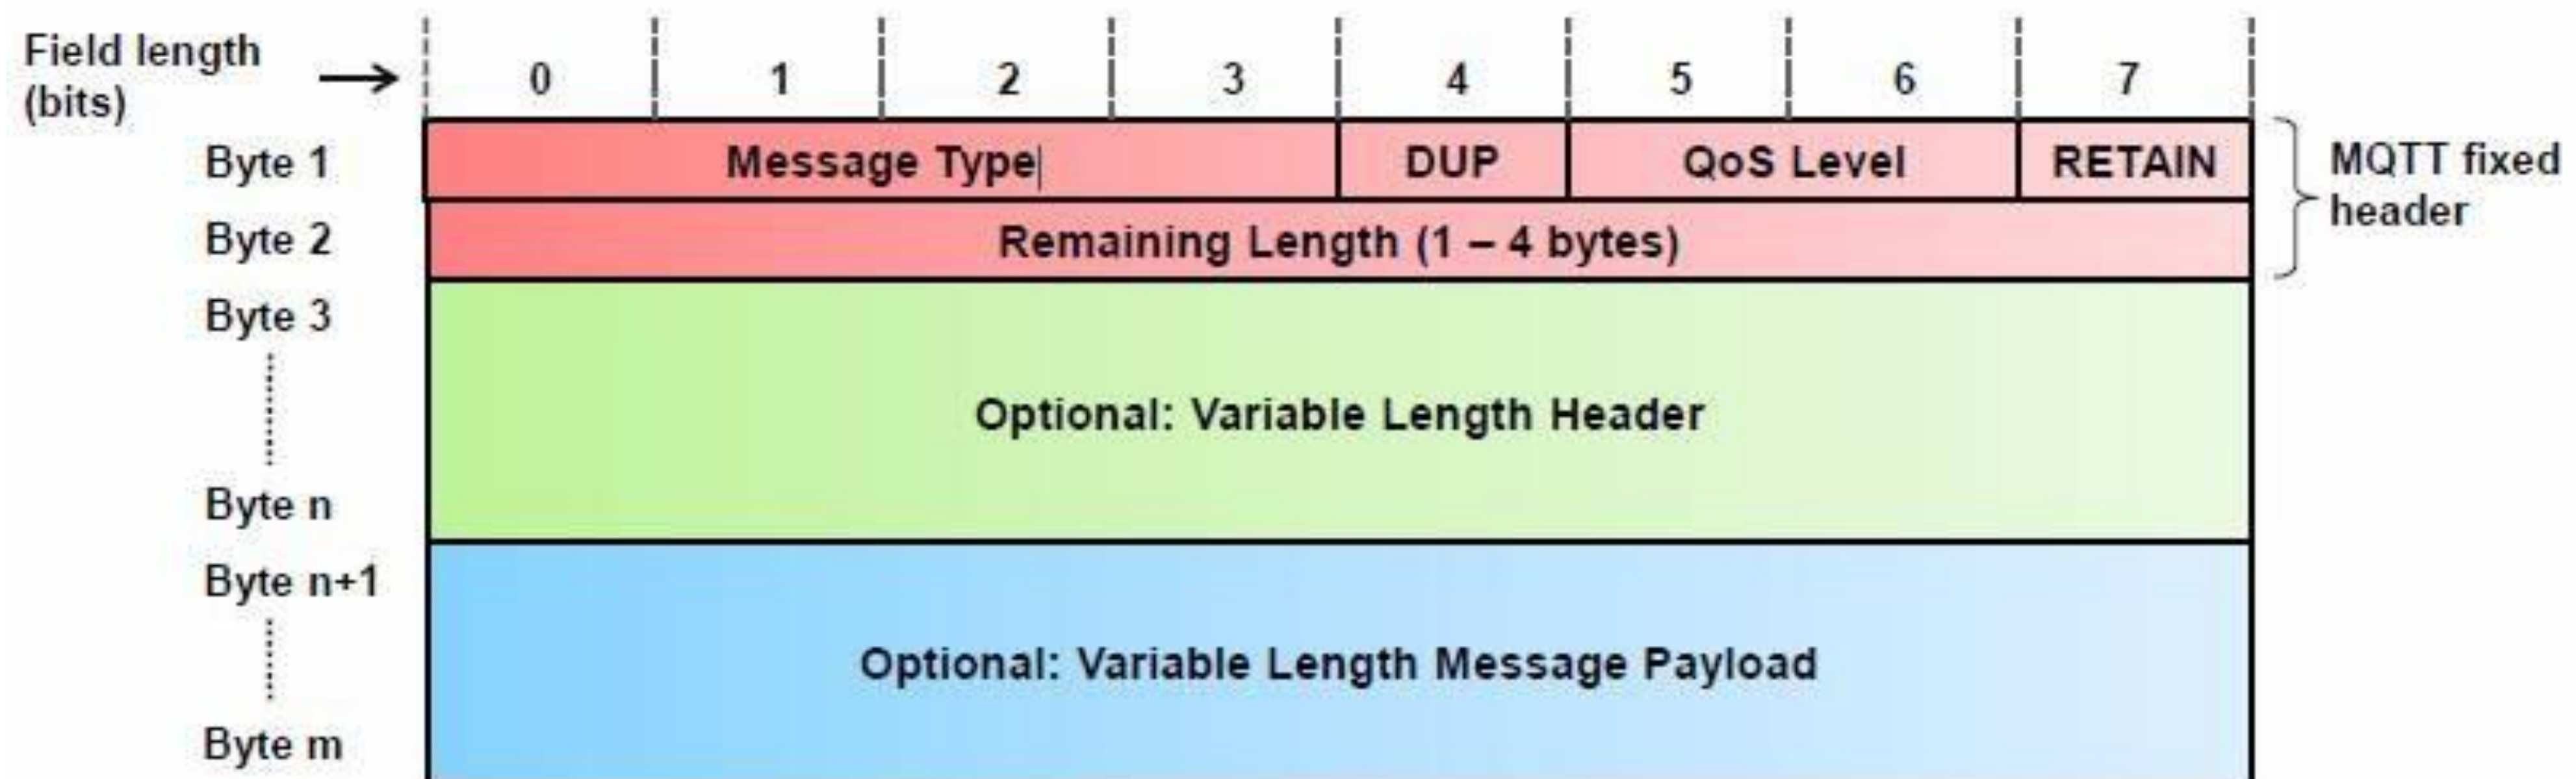 Field length
(bits)
0 1 2 3 4 5 6 7
Byte 1
Message Type
DUP
QoS Level
RETAIN
MQTT fixed
header
Byte 2
Remaining Length (1 – 4 bytes)
Byte 3
Optional: Variable Length Header
Byte n
Byte n+1
Optional: Variable Length Message Payload
Byte m